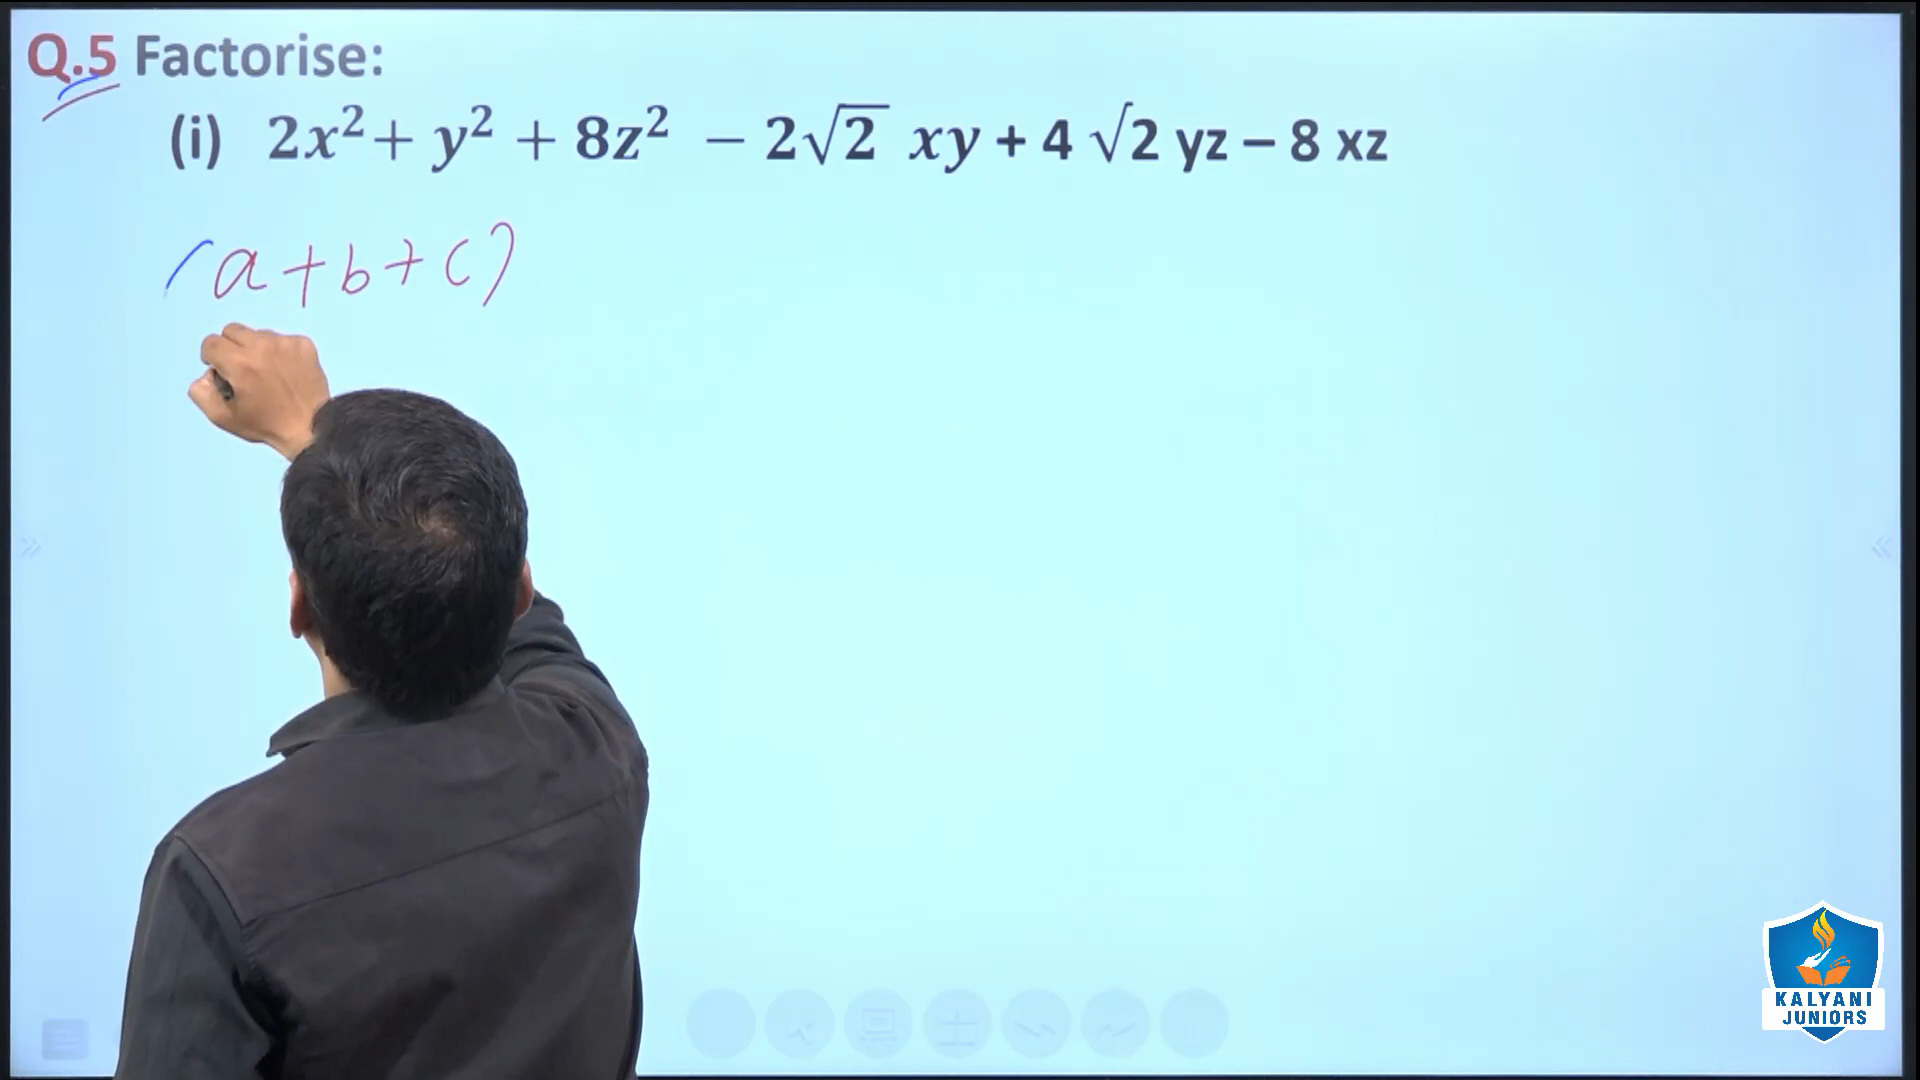 Q.5 Factorise:
(i) 2x² + y² + 8z² – 2√2 xy + 4 √2 yz – 8 xz
(a+b+c)
KALYANI
JUNIORS